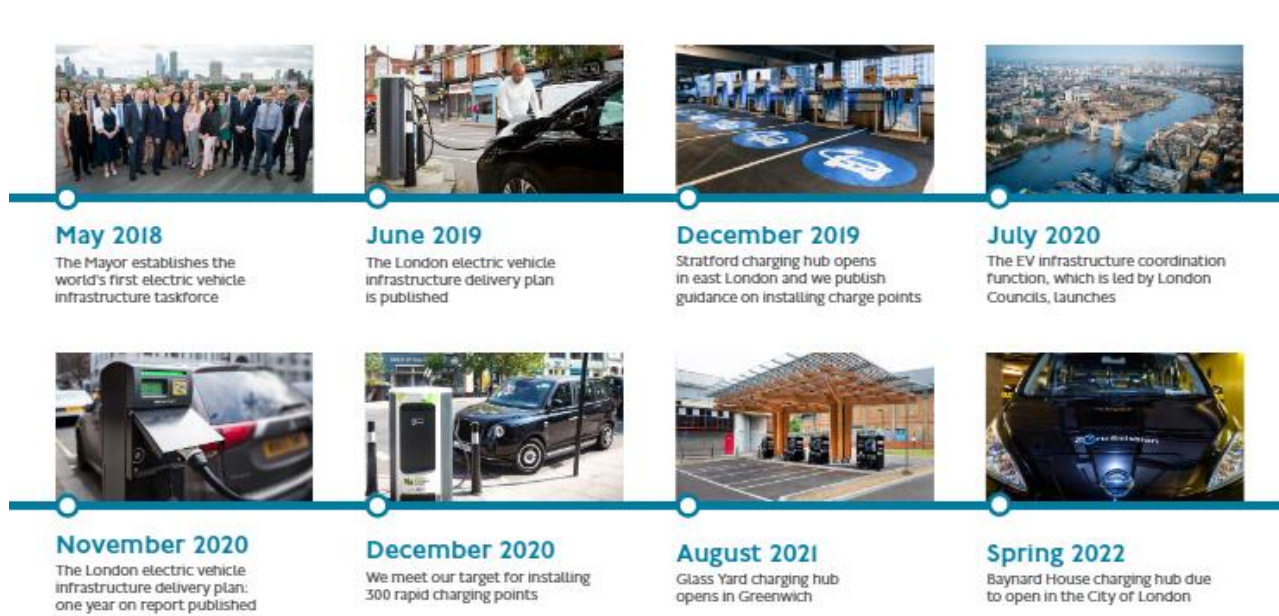 May 2018
The Mayor establishes the
world's first electric vehicle
infrastructure taskforce
June 2019
The London electric vehicle
infrastructure delivery plan
is published
December 2019
Stratford charging hub opens
in east London and we publish
guidance on installing charge points
July 2020
The EV infrastructure coordination
function, which is led by London
Councils, launches
November 2020
The London electric vehicle
infrastructure delivery plan:
one year on report published
December 2020
We meet our target for installing
300 rapid charging points
August 2021
Glass Yard charging hub
opens in Greenwich
Zero Emission
Spring 2022
Baynard House charging hub due
to open in the City of London